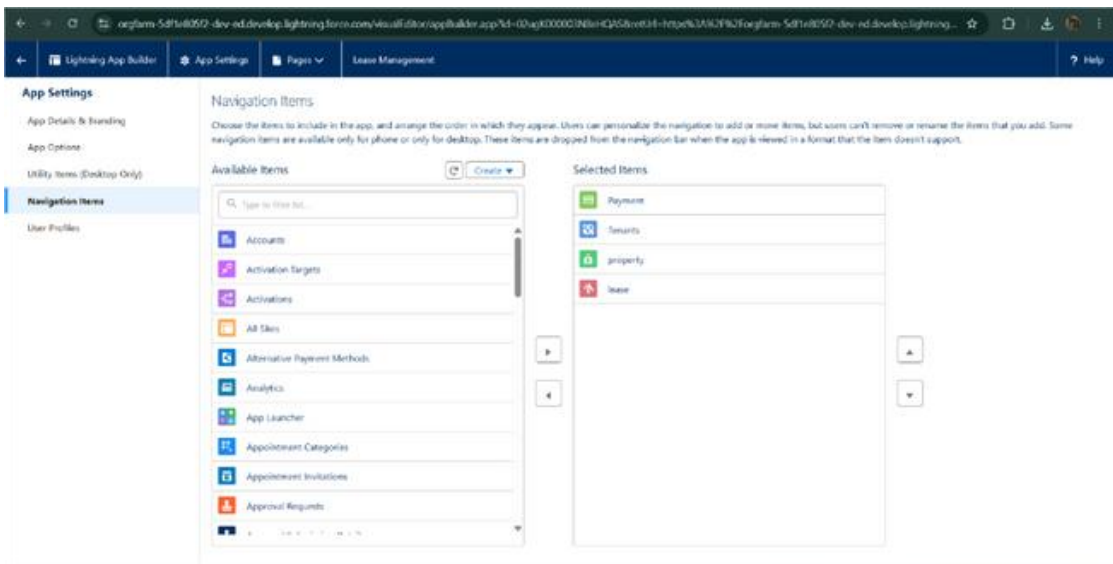 Lightning App Builder
App Settings
Pages
Lease Management
? Help
App Settings
App Details & Branding
App Options
Utility Items (Desktop Only)
Navigation Items
User Profiles
Navigation Items
Choose the items to include in the app, and arrange the order in which they appear. Users can personalize the navigation to add or move items, but users can't remove or rename the items that you add. Some
navigation items are available only for phone or only for desktop. These items are dropped from the navigation bar when the app is viewed in a format that the item doesn't support.
Available Items
Create
Type to filter list...
Accounts
Activation Targets
Activations
All Sites
Alternative Payment Methods
Analytics
App Launcher
Appointment Categories
Appointment Invitations
Approval Requests
Selected Items
Payment
Tenants
property
lease